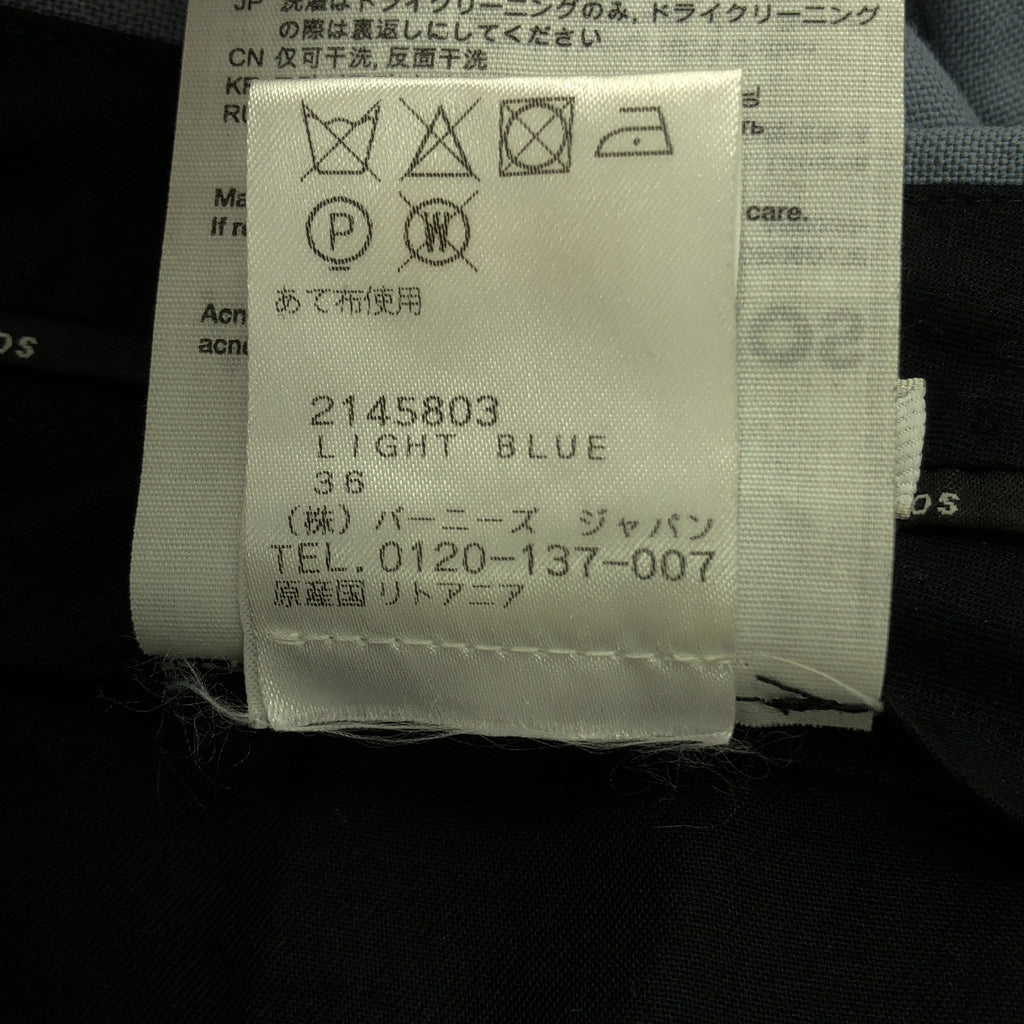 JP 洗濯はドライクリーニングのみ, ドライクリーニング
の際は裏返しにしてください
CN 仅可干洗, 反面干洗
care.
P
W
あて布使用
2145803
LIGHT BLUE
36
(株) バーニーズ ジャパン
TEL. 0120-137-007
原産国 リトアニア
os
os